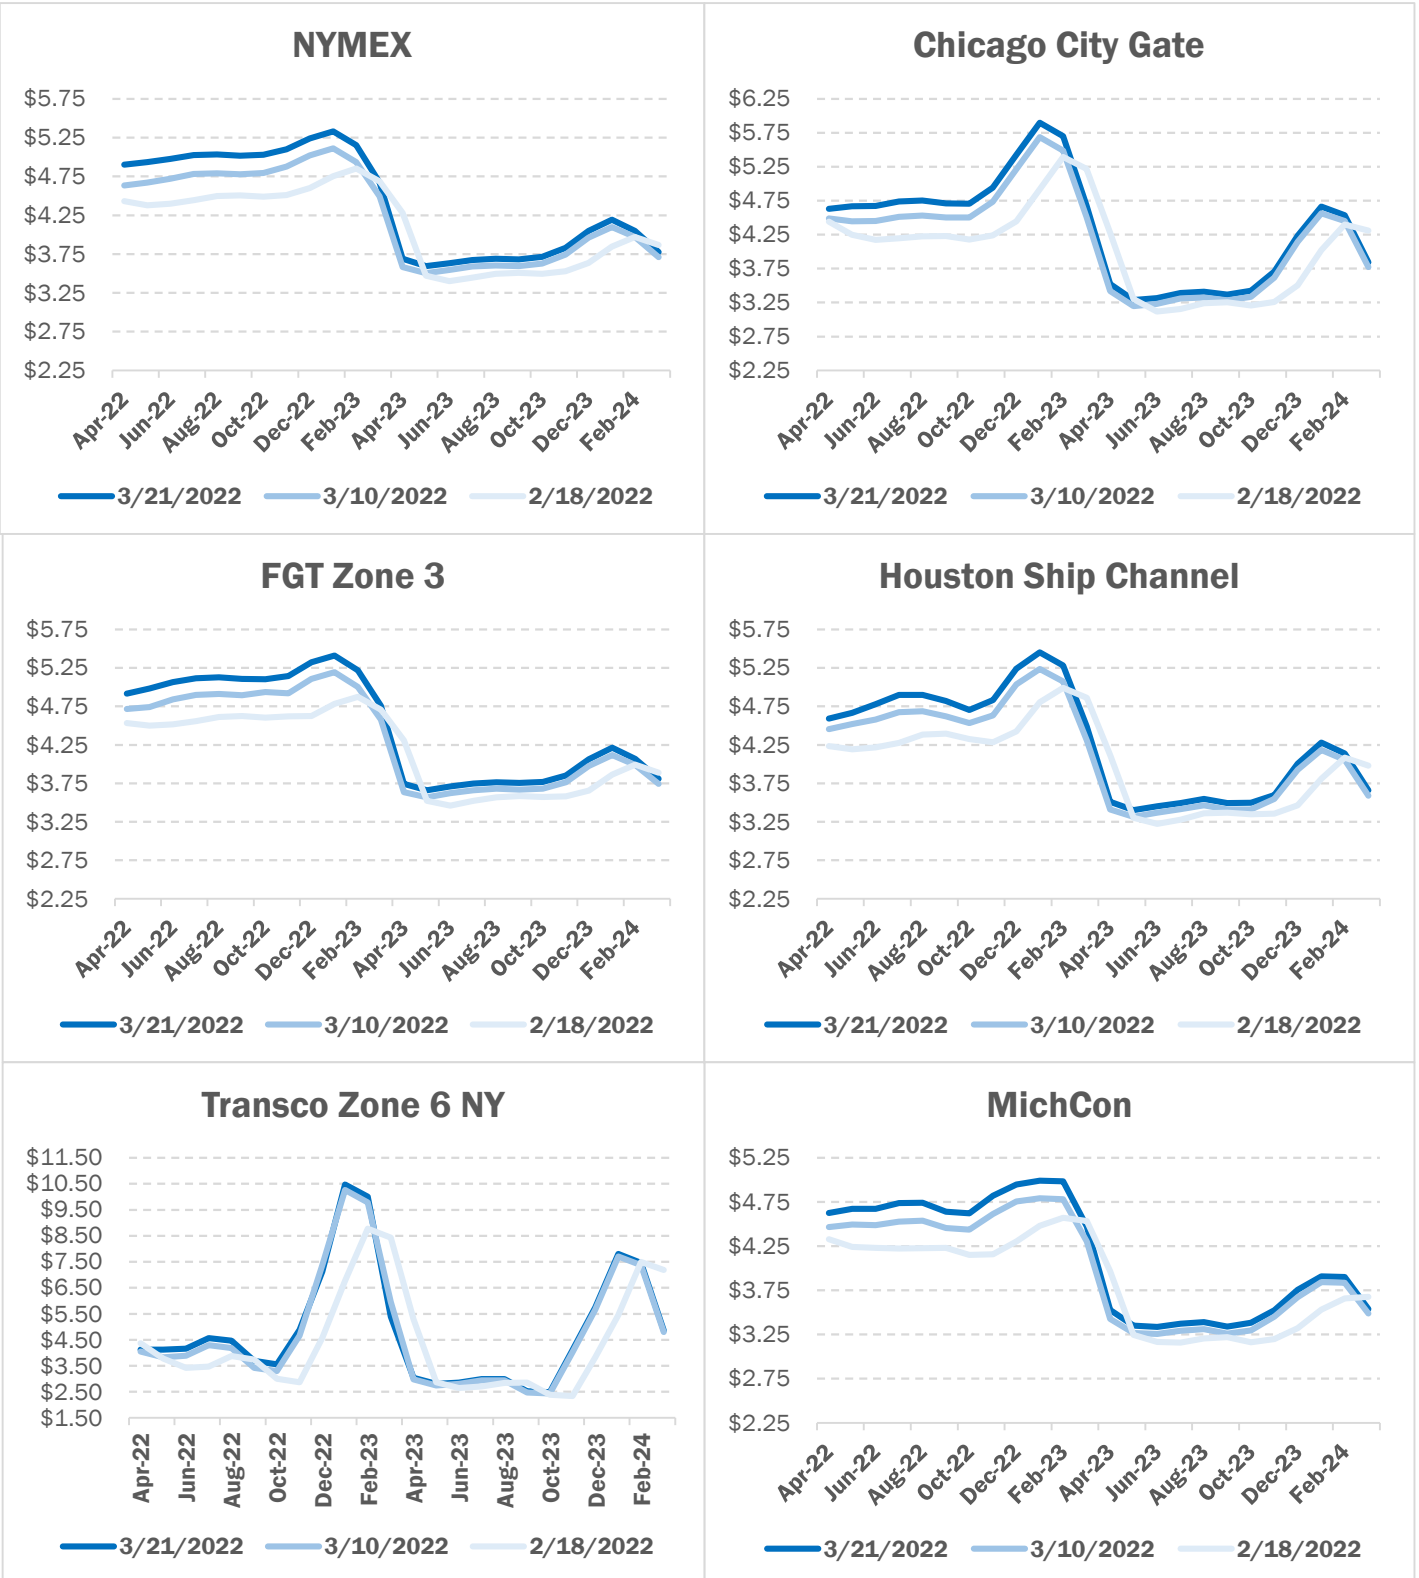 NYMEX
$5.75
$5.25
$4.75
$4.25
$3.75
$3.25
$2.75
$2.25
Apr-22 Jun-22 Aug-22 Oct-22 Dec-22 Feb-23 Apr-23 Jun-23 Aug-23 Oct-23 Dec-23 Feb-24
3/21/2022 3/10/2022 2/18/2022
Chicago City Gate
$6.25
$5.75
$5.25
$4.75
$4.25
$3.75
$3.25
$2.75
$2.25
Apr-22 Jun-22 Aug-22 Oct-22 Dec-22 Feb-23 Apr-23 Jun-23 Aug-23 Oct-23 Dec-23 Feb-24
3/21/2022 3/10/2022 2/18/2022
FGT Zone 3
$5.75
$5.25
$4.75
$4.25
$3.75
$3.25
$2.75
$2.25
Apr-22 Jun-22 Aug-22 Oct-22 Dec-22 Feb-23 Apr-23 Jun-23 Aug-23 Oct-23 Dec-23 Feb-24
3/21/2022 3/10/2022 2/18/2022
Houston Ship Channel
$5.75
$5.25
$4.75
$4.25
$3.75
$3.25
$2.75
$2.25
Apr-22 Jun-22 Aug-22 Oct-22 Dec-22 Feb-23 Apr-23 Jun-23 Aug-23 Oct-23 Dec-23 Feb-24
3/21/2022 3/10/2022 2/18/2022
Transco Zone 6 NY
$11.50
$10.50
$9.50
$8.50
$7.50
$6.50
$5.50
$4.50
$3.50
$2.50
$1.50
Apr-22 Jun-22 Aug-22 Oct-22 Dec-22 Feb-23 Apr-23 Jun-23 Aug-23 Oct-23 Dec-23 Feb-24
3/21/2022 3/10/2022 2/18/2022
MichCon
$5.25
$4.75
$4.25
$3.75
$3.25
$2.75
$2.25
Apr-22 Jun-22 Aug-22 Oct-22 Dec-22 Feb-23 Apr-23 Jun-23 Aug-23 Oct-23 Dec-23 Feb-24
3/21/2022 3/10/2022 2/18/2022